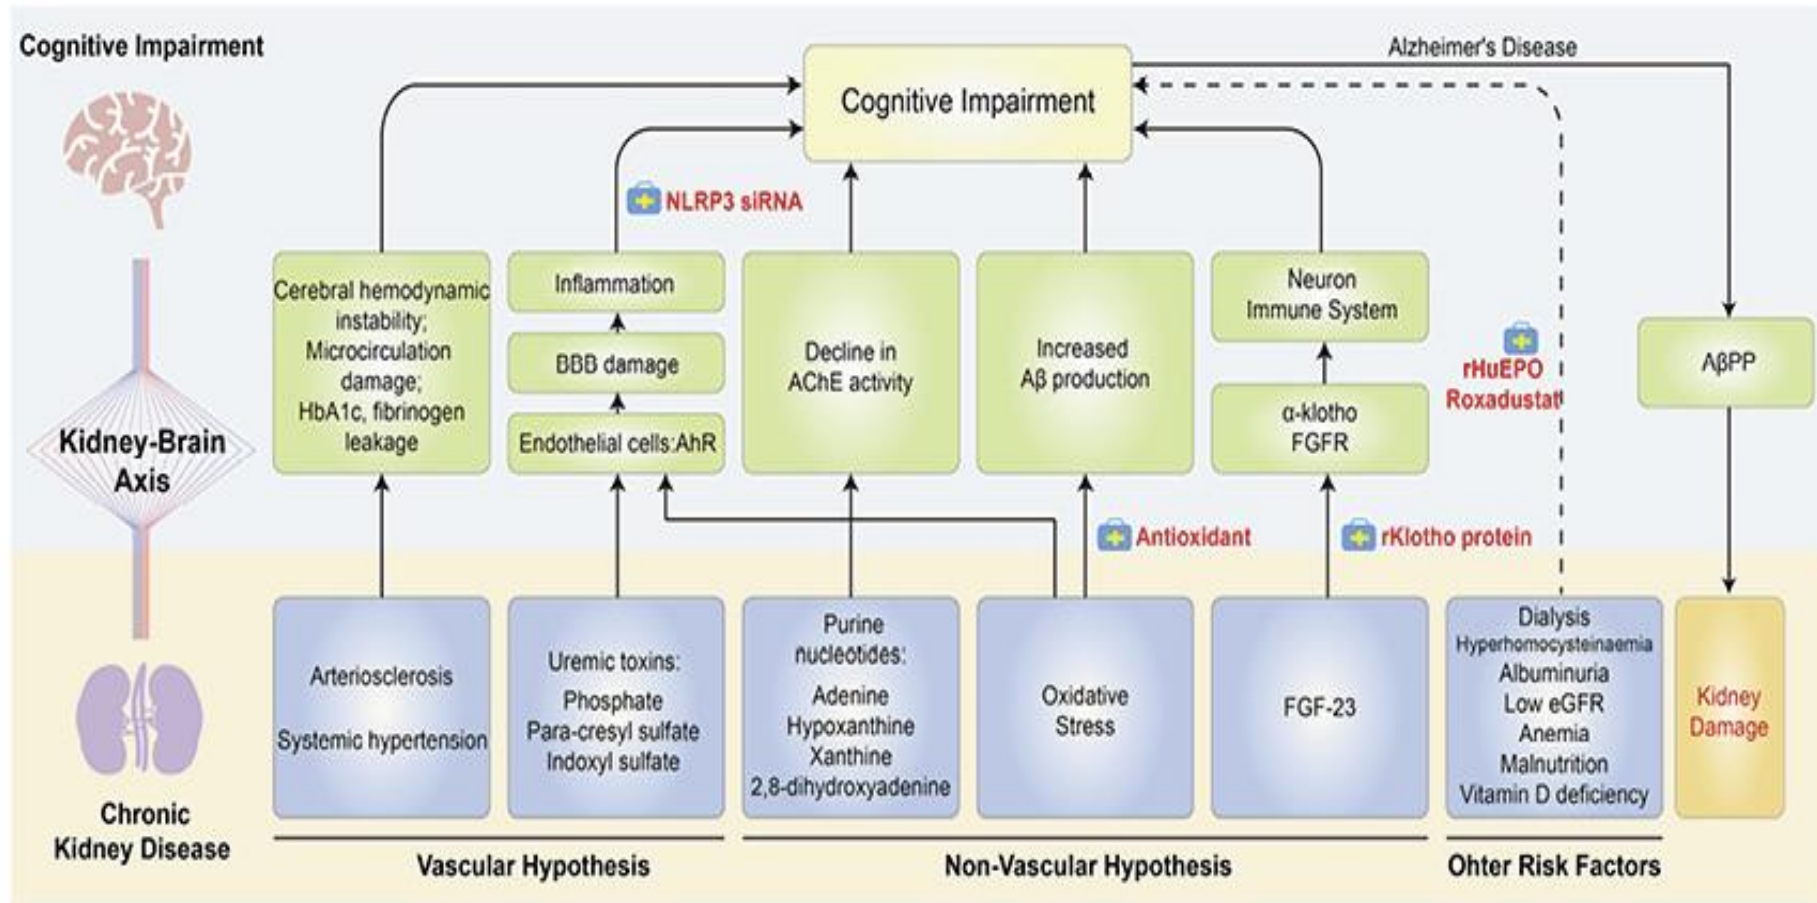 Cognitive Impairment
Alzheimer's Disease
Cognitive Impairment
NLRP3 siRNA
Cerebral hemodynamic
instability;
Microcirculation
damage;
HbA1c, fibrinogen
leakage
Inflammation
BBB damage
Endothelial cells:AhR
Decline in
AChE activity
Increased
Aβ production
Neuron
Immune System
α-klotho
FGFR
rHuEPO
Roxadustat
AβPP
Kidney-Brain
Axis
Antioxidant
rKlotho protein
Arteriosclerosis
Systemic hypertension
Uremic toxins:
Phosphate
Para-cresyl sulfate
Indoxyl sulfate
Purine
nucleotides:
Adenine
Hypoxanthine
Xanthine
2,8-dihydroxyadenine
Oxidative
Stress
FGF-23
Dialysis
Hyperhomocysteinaemia
Albuminuria
Low eGFR
Anemia
Malnutrition
Vitamin D deficiency
Kidney
Damage
Chronic
Kidney Disease
Vascular Hypothesis
Non-Vascular Hypothesis
Ohter Risk Factors